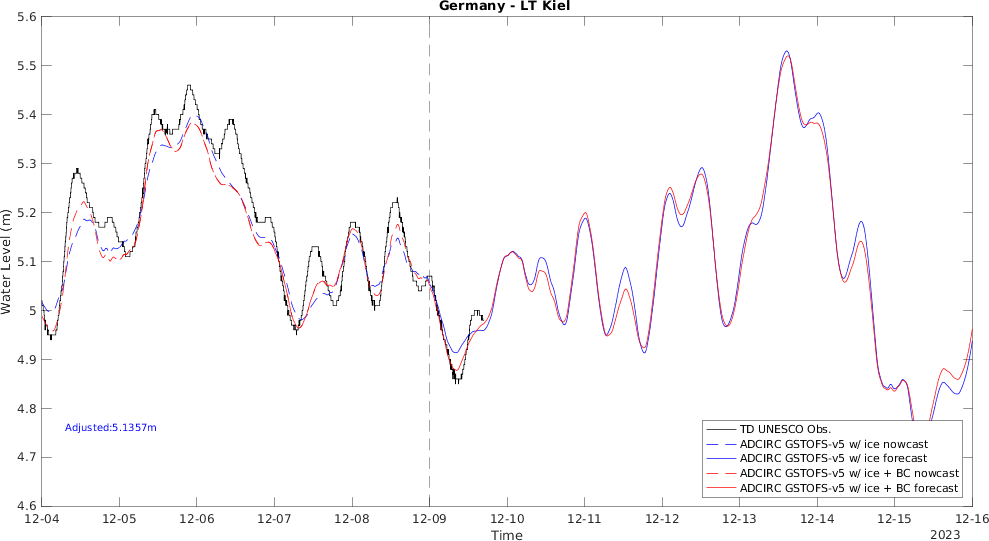 Germany - LT Kiel
5.6
5.5
5.4
5.3
5.2
5.1
5
4.9
4.8
4.7
4.6
Water Level (m)
Adjusted:5.1357m
TD UNESCO Obs.
ADCIRC GSTOFS-v5 w/ ice nowcast
ADCIRC GSTOFS-v5 w/ ice forecast
ADCIRC GSTOFS-v5 w/ ice + BC nowcast
ADCIRC GSTOFS-v5 w/ ice + BC forecast
12-04 12-05 12-06 12-07 12-08 12-09 12-10 12-11 12-12 12-13 12-14 12-15 12-16
Time
2023